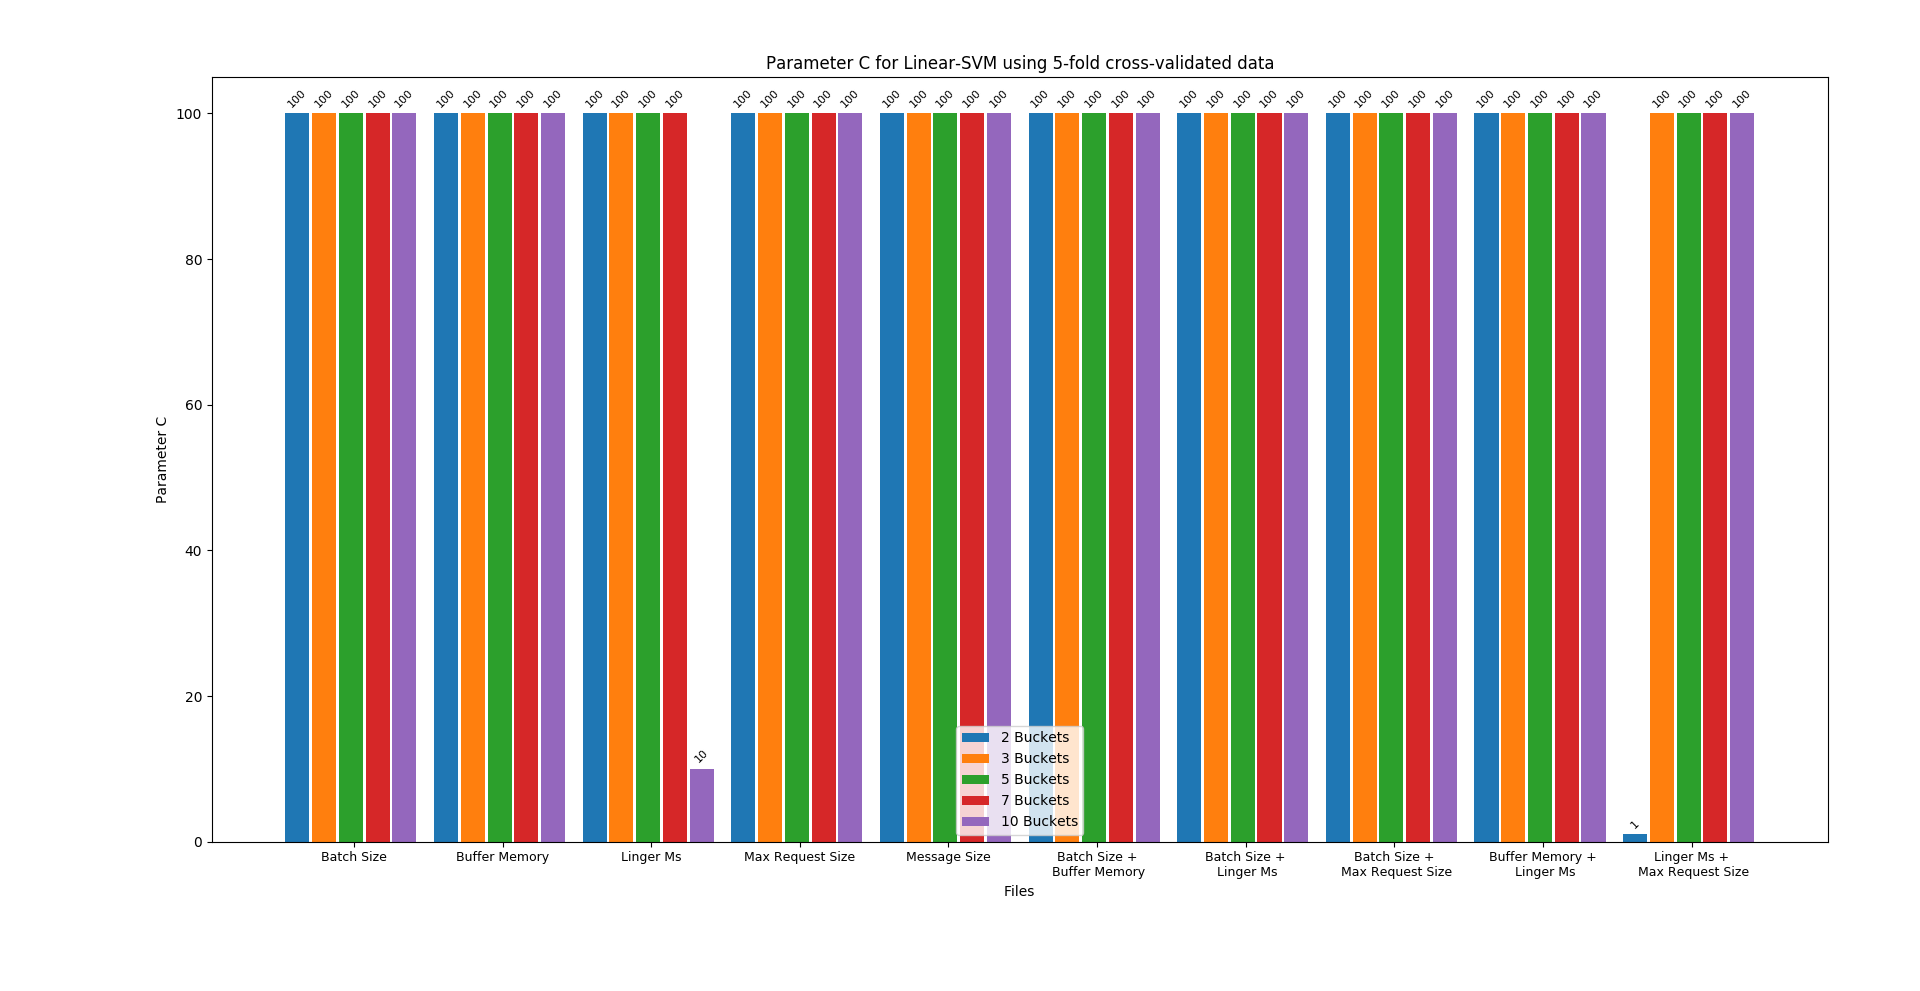 Parameter C for Linear-SVM using 5-fold cross-validated data
100 100 100 100 100 100 100 100 100 100 100 100 100 100 100 100 100 100 100 100 100 100 100 100 100 100 100 100 100 100 100 100 100 100 100 100 100 100 100 100 100 100 100 100 100 100 100 100
100
80
60
40
20
0
Parameter C
10
1
2 Buckets
3 Buckets
5 Buckets
7 Buckets
10 Buckets
Batch Size
Buffer Memory
Linger Ms
Max Request Size
Message Size
Batch Size +
Buffer Memory
Batch Size +
Linger Ms
Batch Size +
Max Request Size
Buffer Memory +
Linger Ms
Linger Ms +
Max Request Size
Files